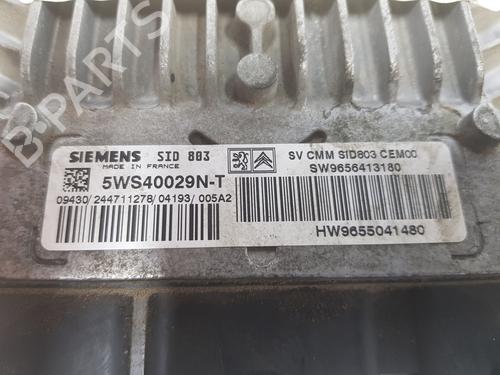 B-PARTS
SIEMENS SID 803
MADE IN FRANCE
5WS40029N-T
09430/244711278/04193/005A2
SV CMM SID803 CEM00
SW9656413180
HW9655041480